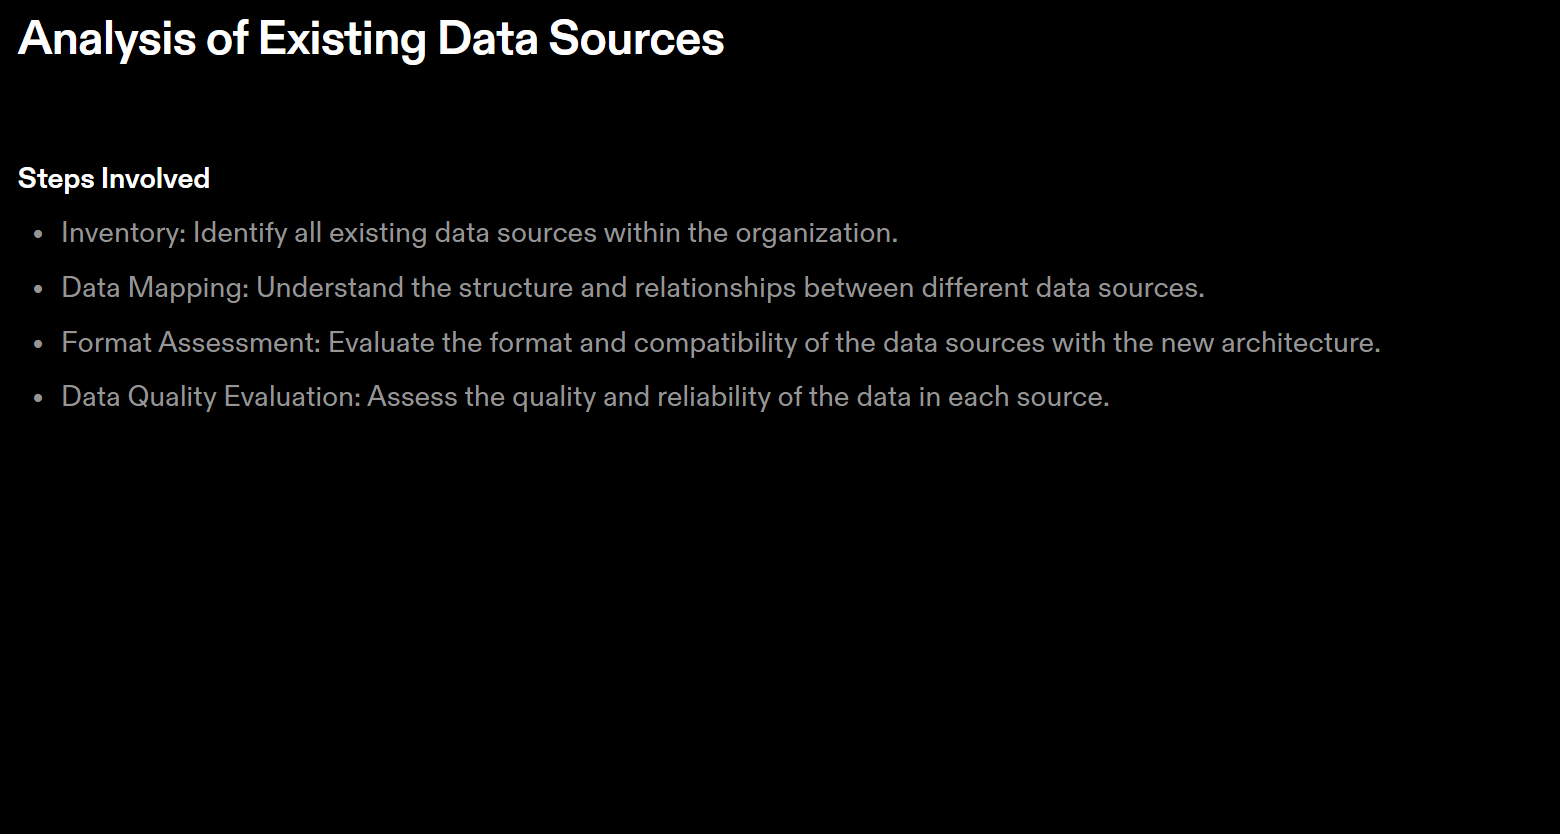 Analysis of Existing Data Sources
Steps Involved
• Inventory: Identify all existing data sources within the organization.
• Data Mapping: Understand the structure and relationships between different data sources.
• Format Assessment: Evaluate the format and compatibility of the data sources with the new architecture.
• Data Quality Evaluation: Assess the quality and reliability of the data in each source.